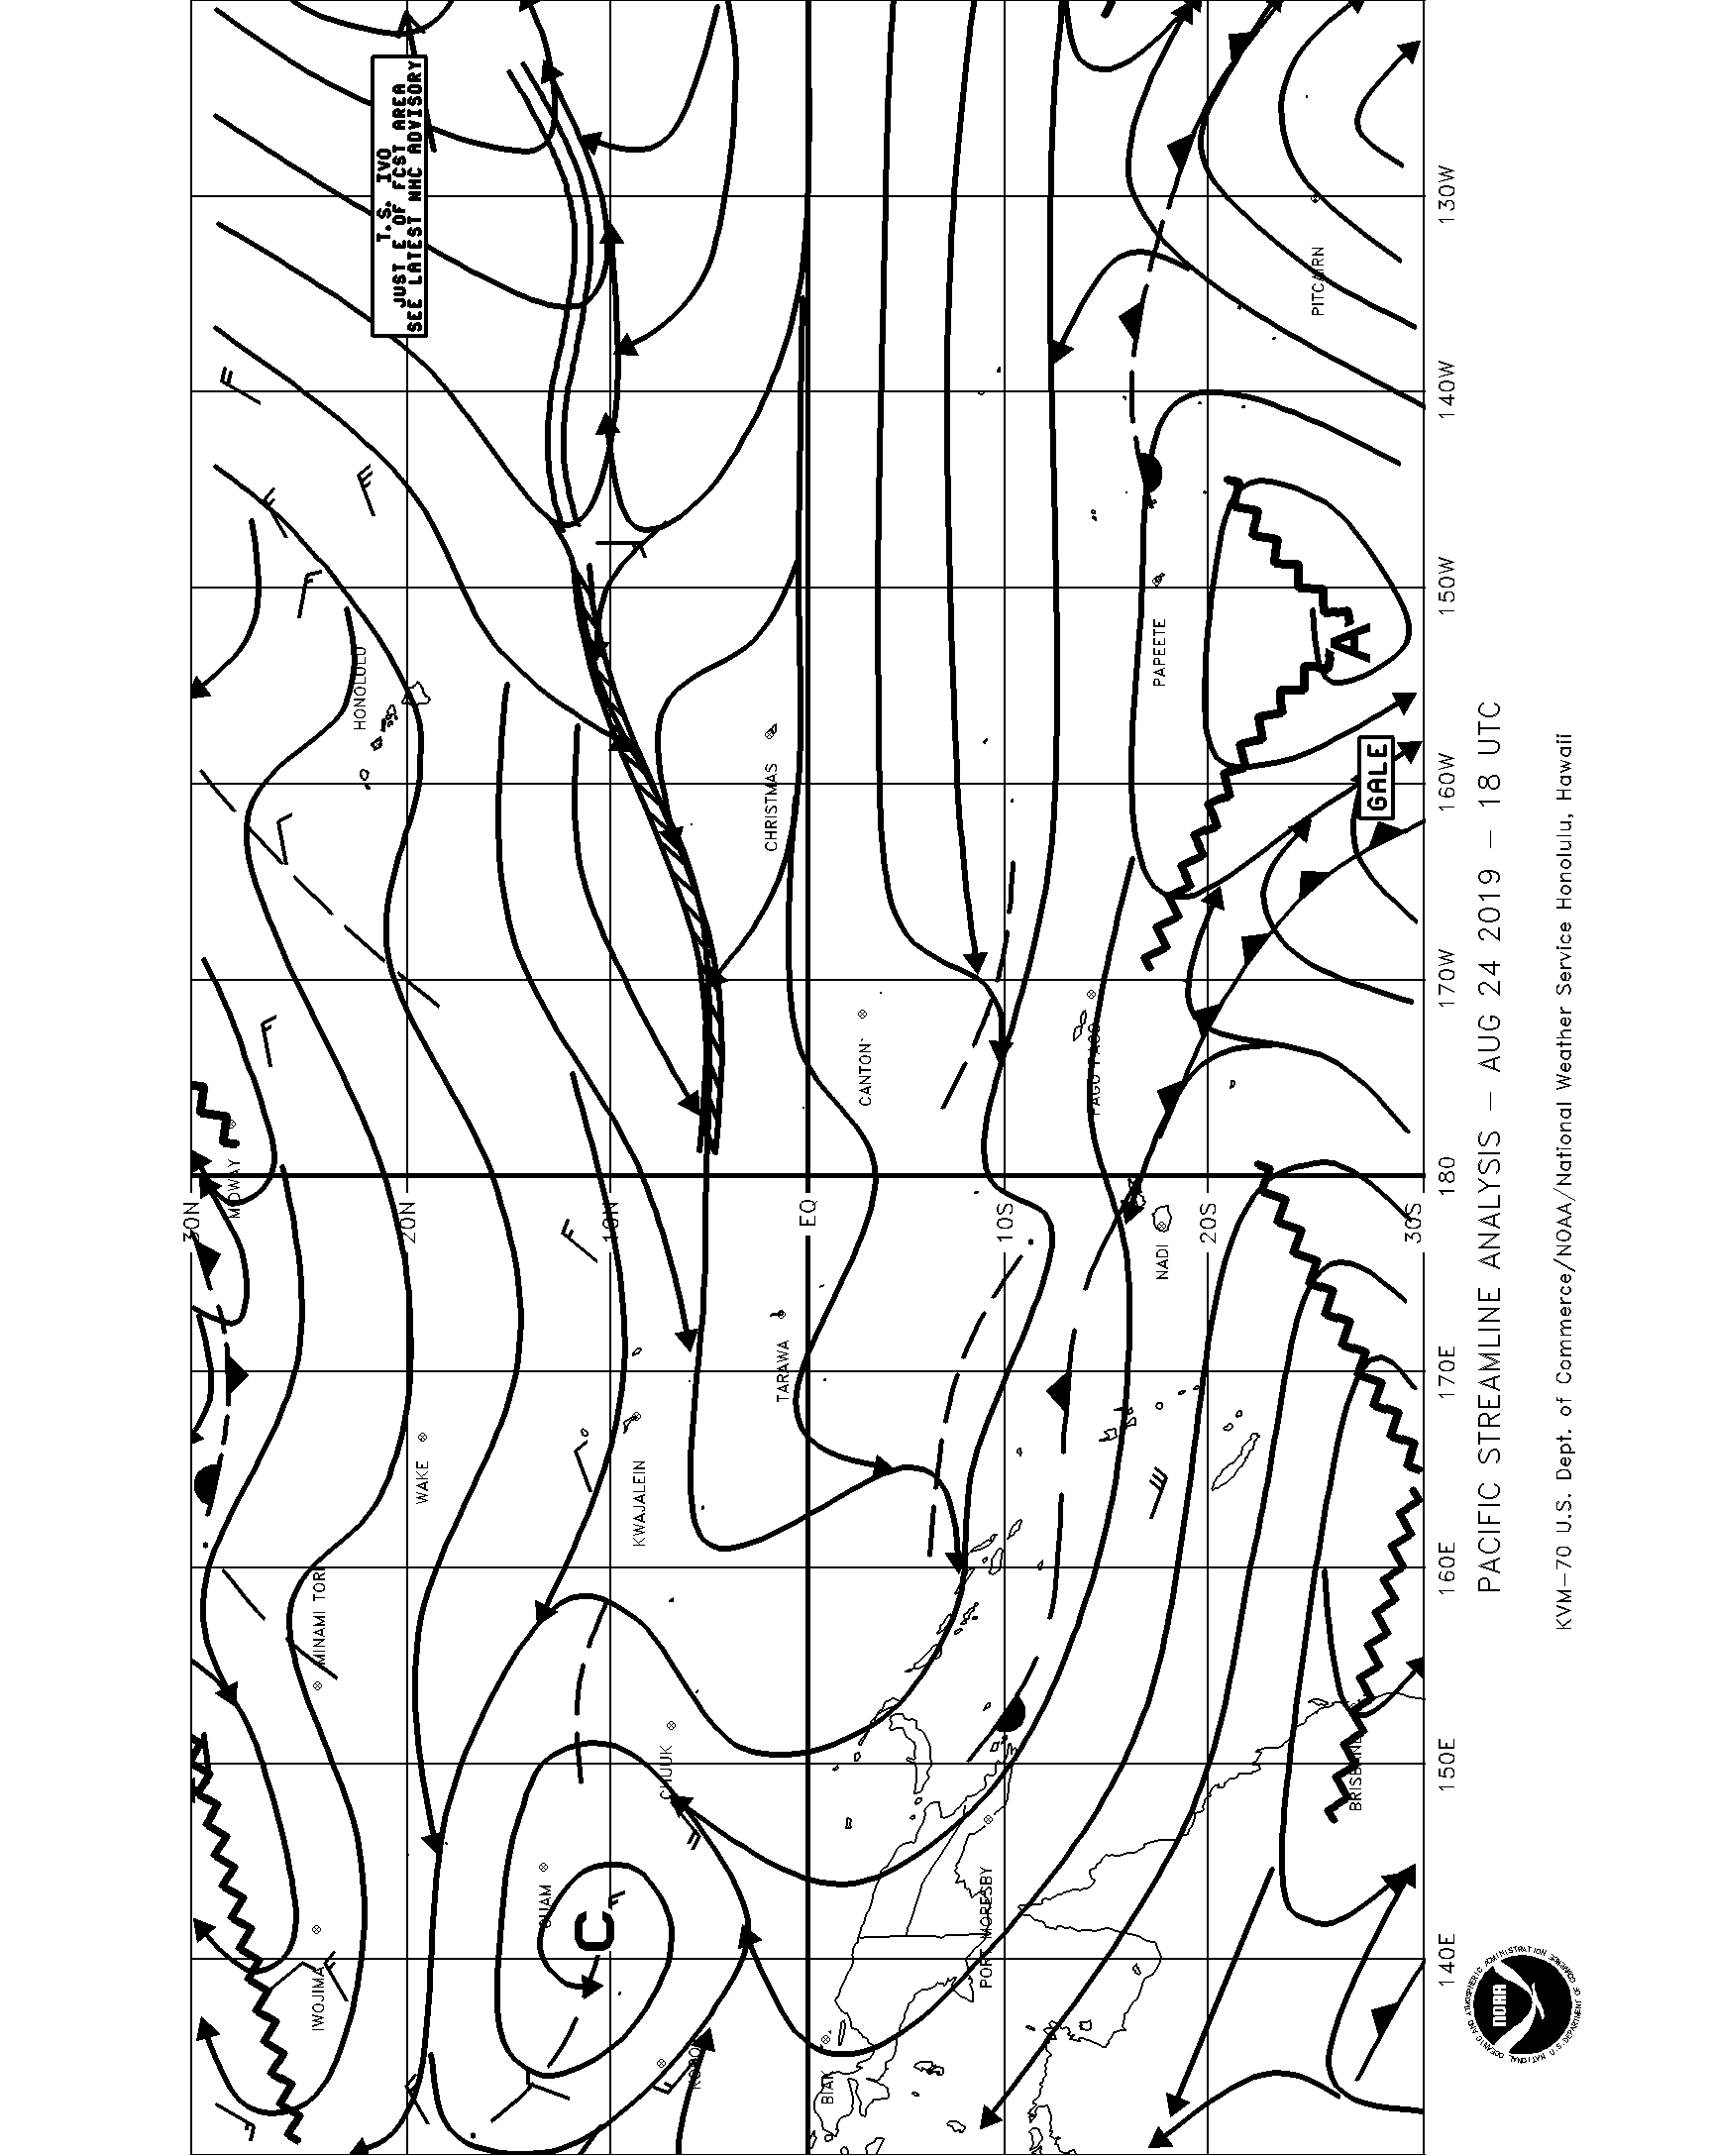 T.S. IVO
JUST E OF FCST AREA
SEE LATEST NHC ADVISORY
30N
20N
10N
EQ
10S
20S
30S
130W
140W
150W
160W
170W
180
170E
160E
150E
140E
HONOLULU
MIDWAY
WAKE
MINAMI TORI
IWOJIMA
GUAM
CHUUK
KWAJALEIN
KOROR
TARAWA
CHRISTMAS
CANTON
BIAK
PORT MORESBY
PAGO PAGO
NADI
PAPEETE
PITCAIRN
BRISBANE
C
A
GALE
PACIFIC STREAMLINE ANALYSIS – AUG 24 2019 – 18 UTC
KVM–70 U.S. Dept. of Commerce/NOAA/National Weather Service Honolulu, Hawaii
NOAA
NATIONAL OCEANIC AND ATMOSPHERIC ADMINISTRATION
U.S. DEPARTMENT OF COMMERCE